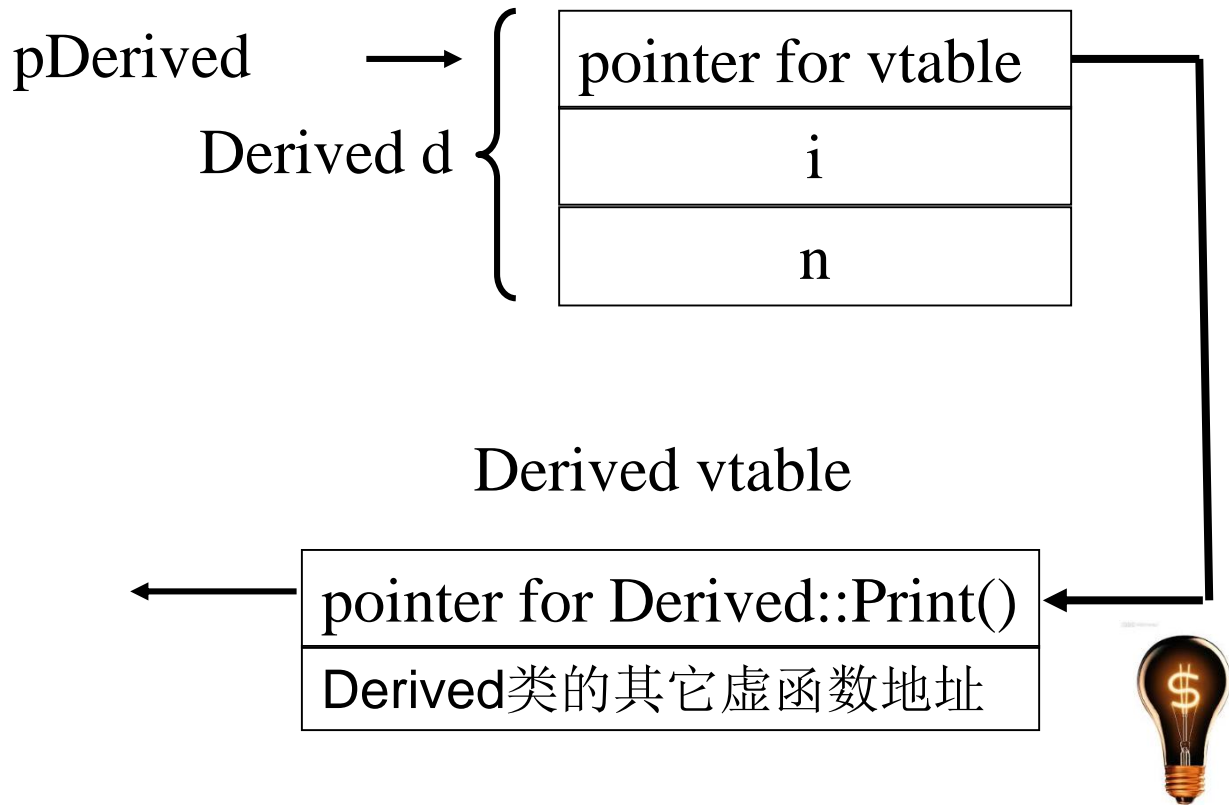 pDerived
pointer for vtable
Derived d
i
n
Derived vtable
pointer for Derived::Print()
Derived类的其它虚函数地址
$